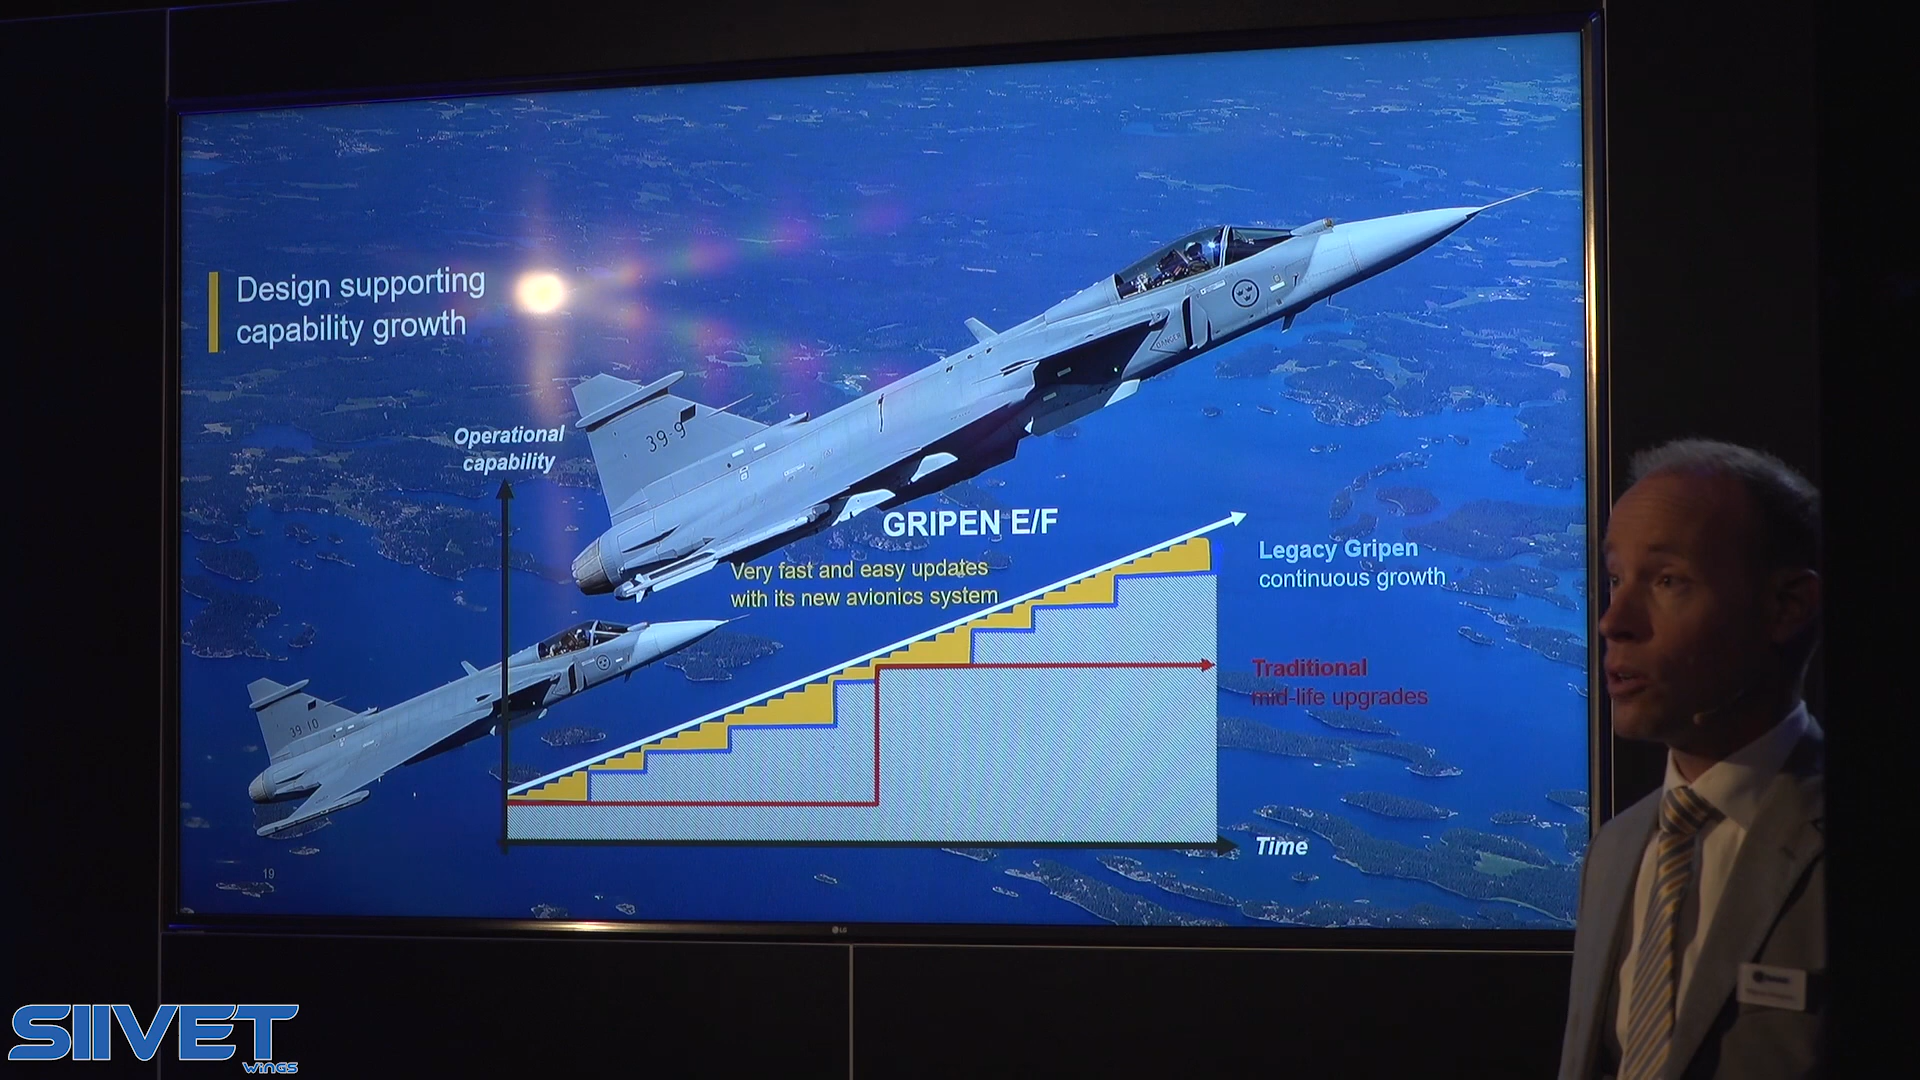 Design supporting
capability growth
Operational
capability
39-9
DANGER
GRIPEN E/F
Very fast and easy updates
with its new avionics system
Legacy Gripen
continuous growth
Traditional
mid-life upgrades
39 10
Time
19
LG
SIIVET
WINGS